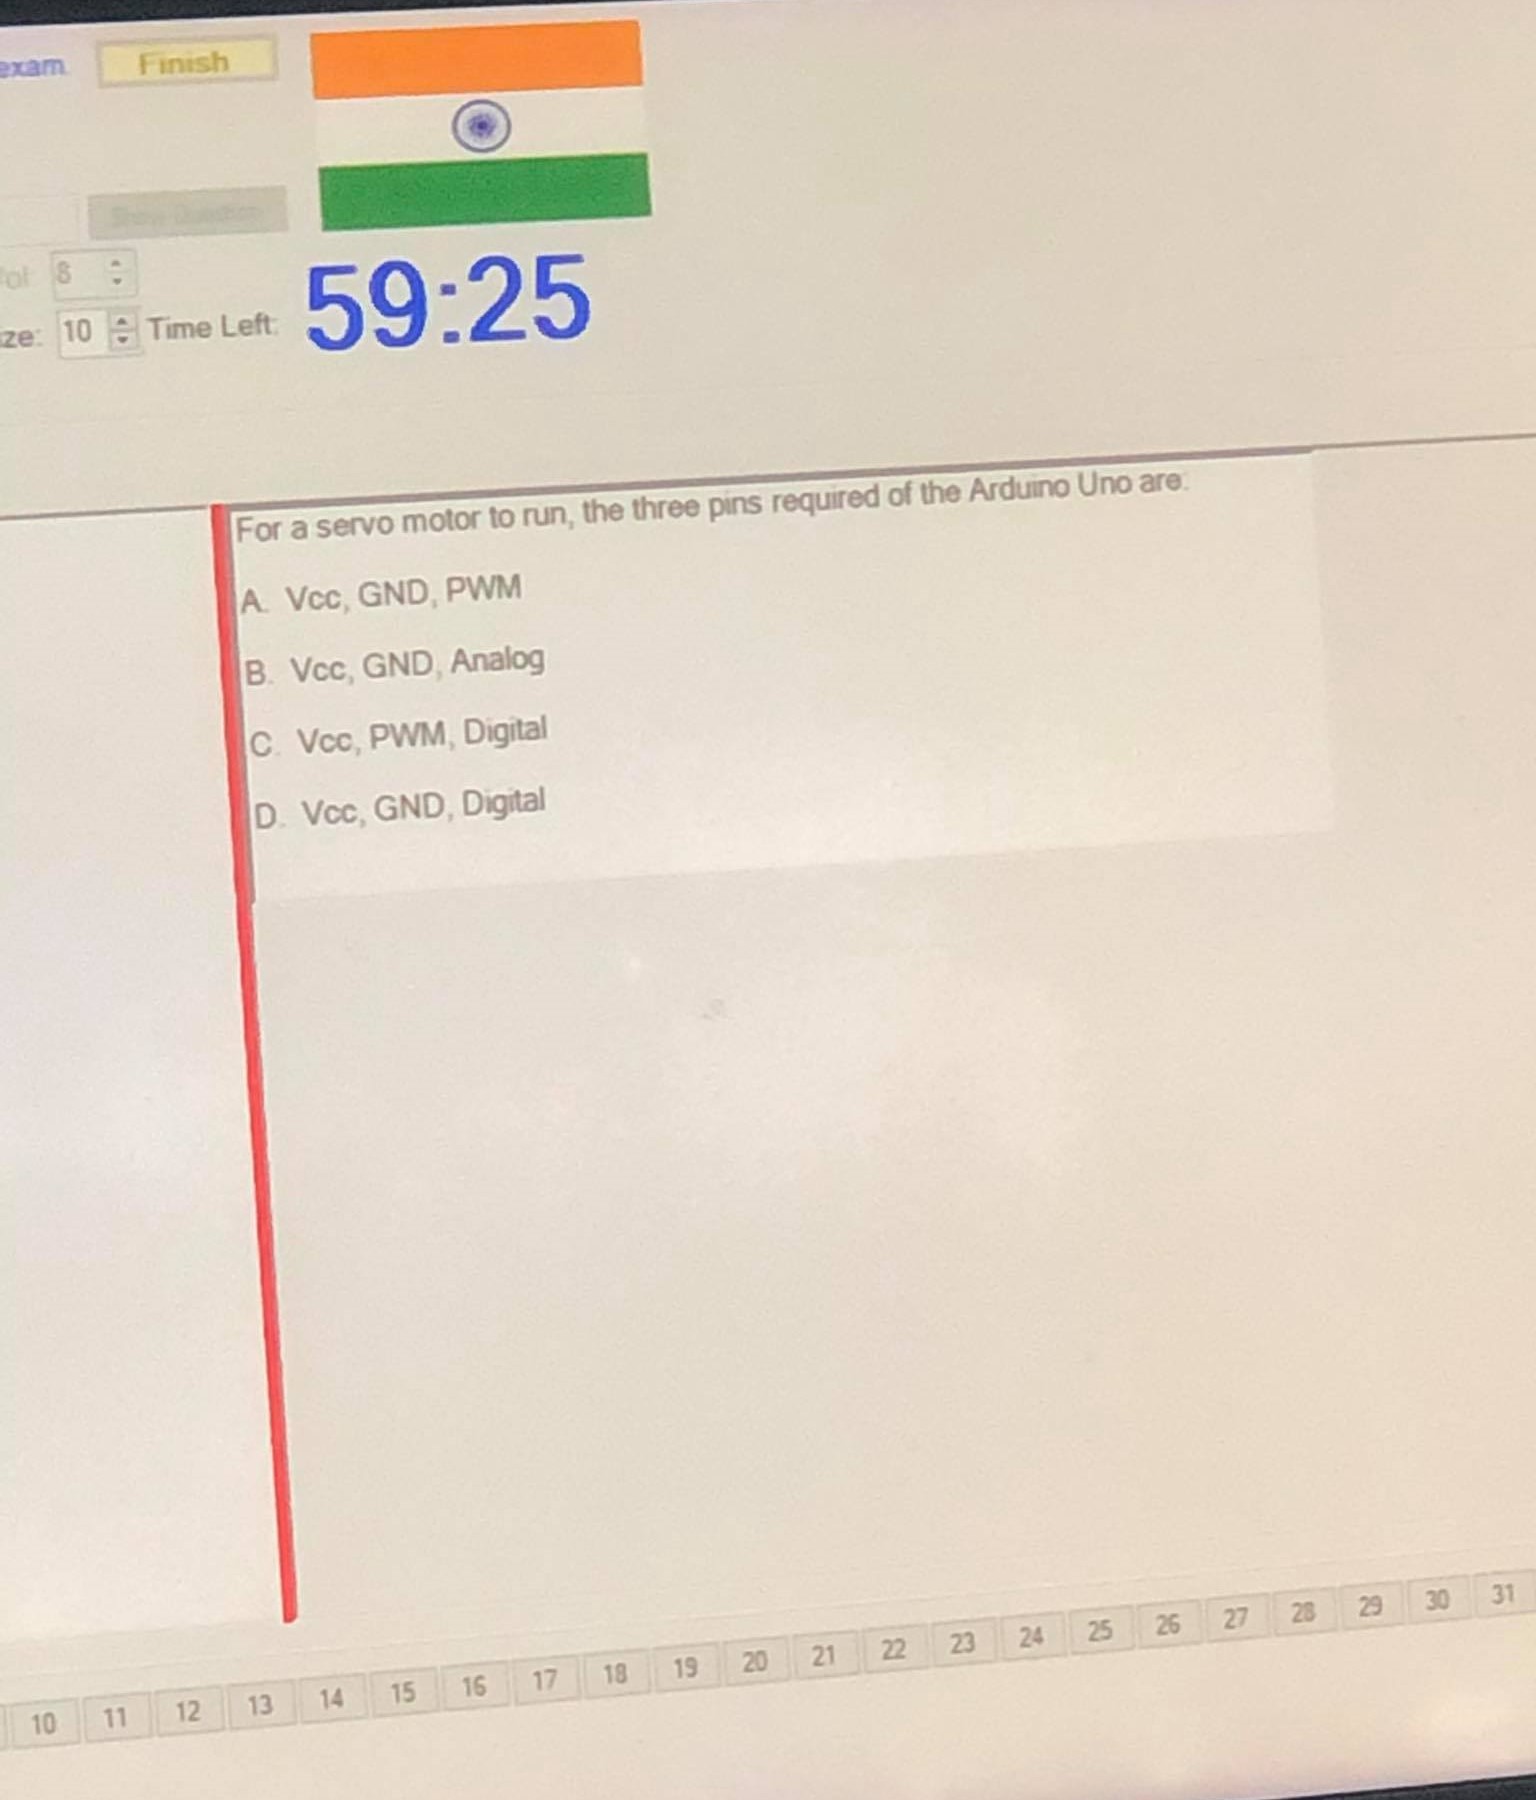 exam
Finish
8
10
Time Left:
59:25
For a servo motor to run, the three pins required of the Arduino Uno are:
A. Vcc, GND, PWM
B. Vcc, GND, Analog
C. Vcc, PWM, Digital
D. Vcc, GND, Digital
10 11 12 13 14 15 16 17 18 19 20 21 22 23 24 25 26 27 28 29 30 31